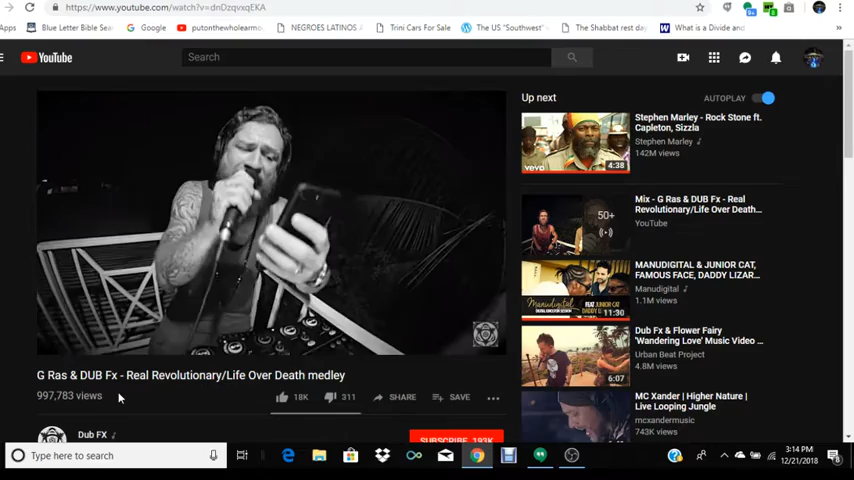 https://www.youtube.com/watch?v=dnDzqvxqEKA
Apps
Blue Letter Bible Sea
Google
putonthewholearmo
NEGROES LATINOS
Trini Cars For Sale
The US "Southwest"
The Shabbat rest day
What is a Divide and
»
YouTube
Search
Up next
AUTOPLAY
Stephen Marley - Rock Stone ft.
Capleton, Sizzla
Stephen Marley
142M views
vevo
4:38
Mix - G Ras & DUB Fx - Real
Revolutionary/Life Over Death...
YouTube
50+
MANUDIGITAL & JUNIOR CAT,
FAMOUS FACE, DADDY LIZAR...
Manudigital
1.1M views
11:30
Dub Fx & Flower Fairy
'Wandering Love' Music Video ...
Urban Beat Project
4.8M views
6:07
MC Xander | Higher Nature |
Live Looping Jungle
mcxandermusic
743K views
G Ras & DUB Fx - Real Revolutionary/Life Over Death medley
997,783 views
18K
311
SHARE
SAVE
Dub FX
SUBSCRIBE 193K
Type here to search
3:14 PM
12/21/2018